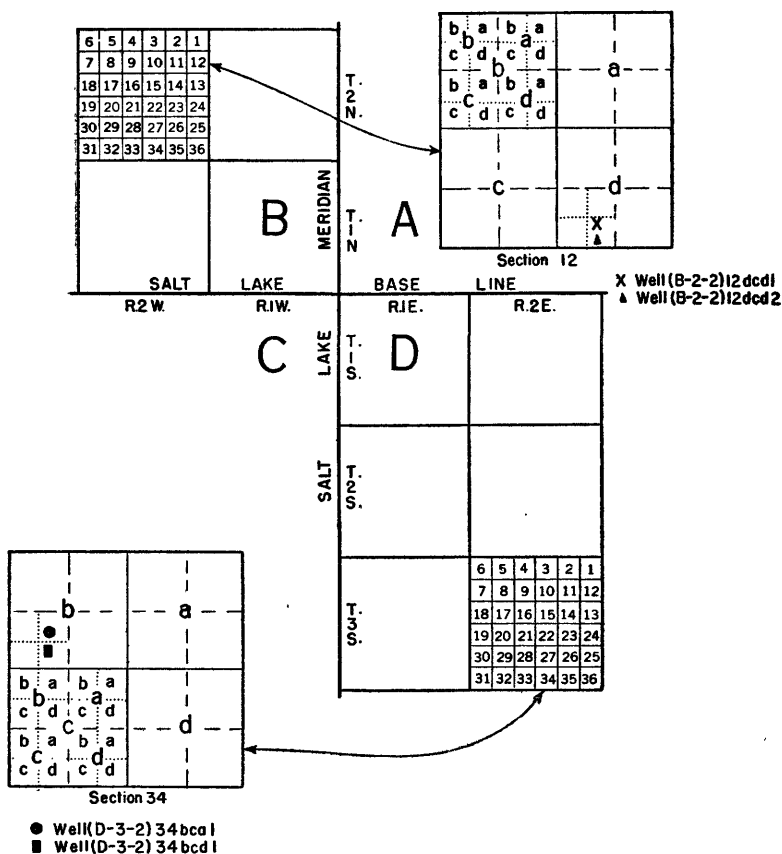 6 5 4 3 2 1
7 8 9 10 11 12
18 17 16 15 14 13
19 20 21 22 23 24
30 29 28 27 26 25
31 32 33 34 35 36
T.
2
N.
B
MERIDIAN
T.
1
N
A
SALT LAKE BASE LINE
R.2 W. R.1W. R.1E. R.2E.
b a b a
b a
c d c d
b a
b a b a
c d
c d c d
c d
X
Section 12
X Well (B-2-2)12dcd1
▲ Well (B-2-2)12dcd2
C
LAKE
T.
1
S.
D
SALT
T.
2
S.
T.
3
S.
6 5 4 3 2 1
7 8 9 10 11 12
18 17 16 15 14 13
19 20 21 22 23 24
30 29 28 27 26 25
31 32 33 34 35 36
b a
b a b a
b a
c d c d
c d
b a b a
c d
c d c d
Section 34
● Well(D-3-2) 34bca1
■ Well(D-3-2) 34bcd1